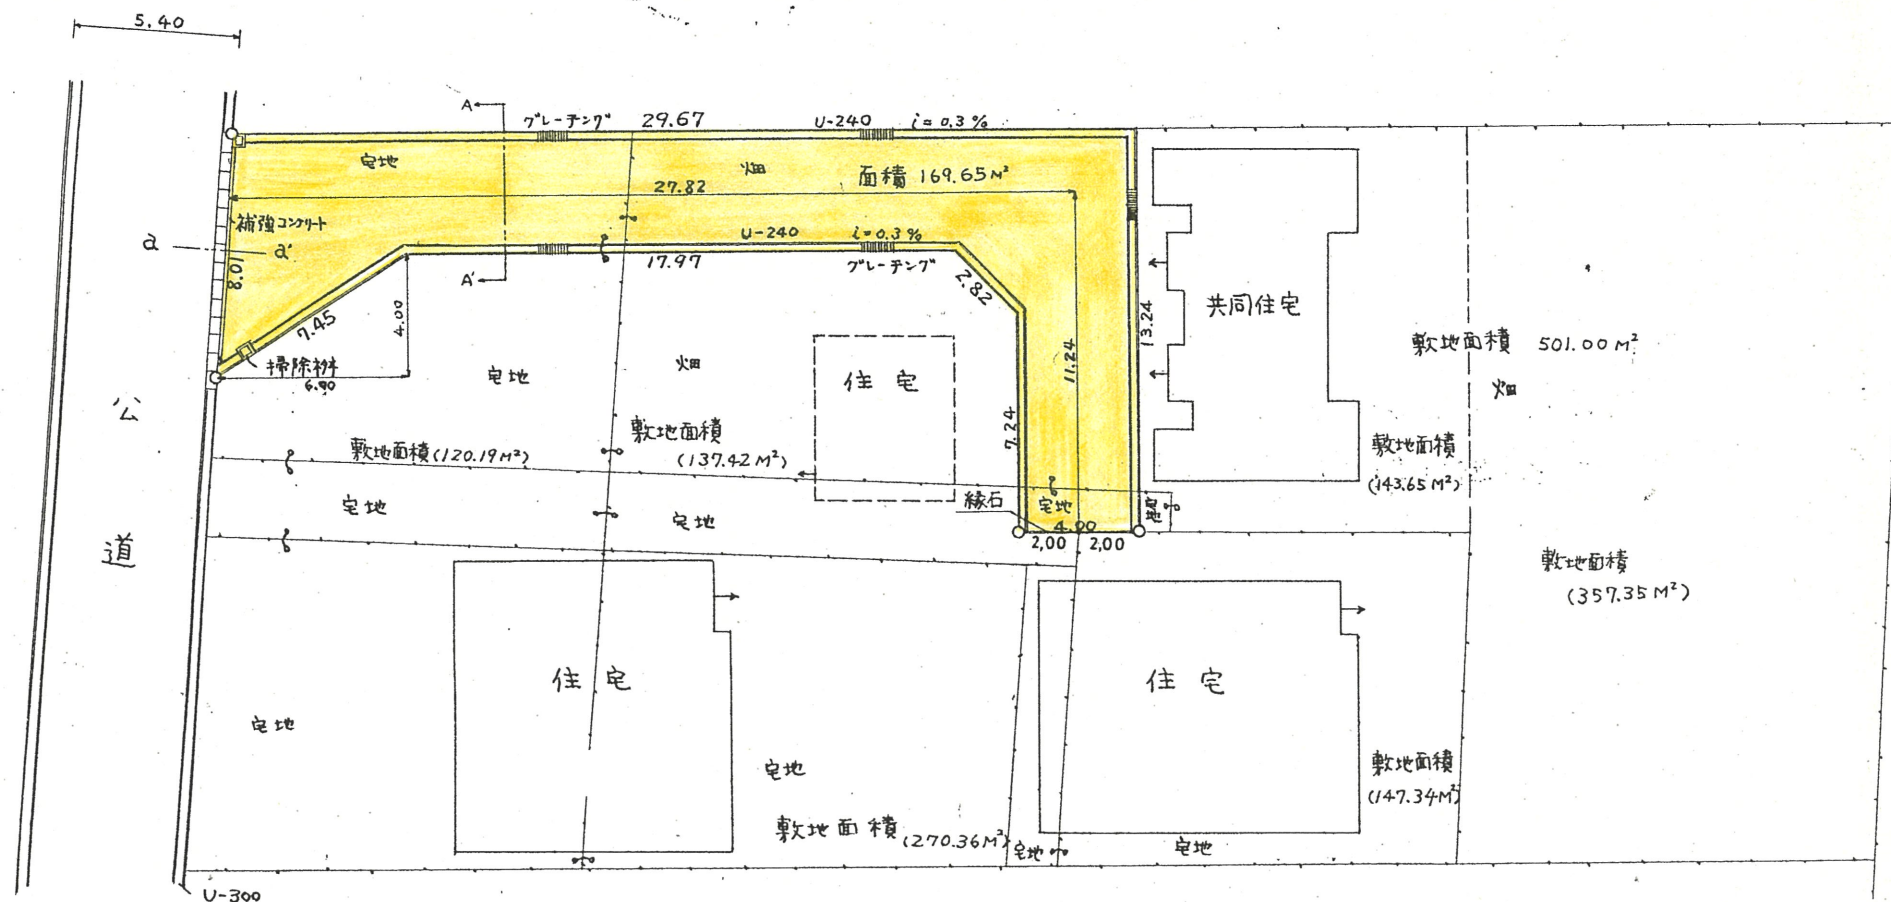 5.40
A
グレーチング
29.67
U-240
i=0.3%
宅地
畑
面積 169.65M²
27.82
補強コンクリート
a
a'
8.01
A'
17.97
U-240
i=0.3%
グレーチング
2.82
7.45
4.00
掃除桝
6.90
宅地
畑
住宅
11.24
13.24
7.24
共同住宅
敷地面積 501.00M²
畑
公道
敷地面積(120.19M²)
敷地面積
(137.42M²)
敷地面積
(143.65M²)
宅地
宅地
縁石
宅地
宅地
4.00
2,00
2,00
敷地面積
(357.35M²)
住宅
住宅
宅地
宅地
敷地面積
(147.34M²)
敷地面積(270.36M²)
宅地
宅地
U-300